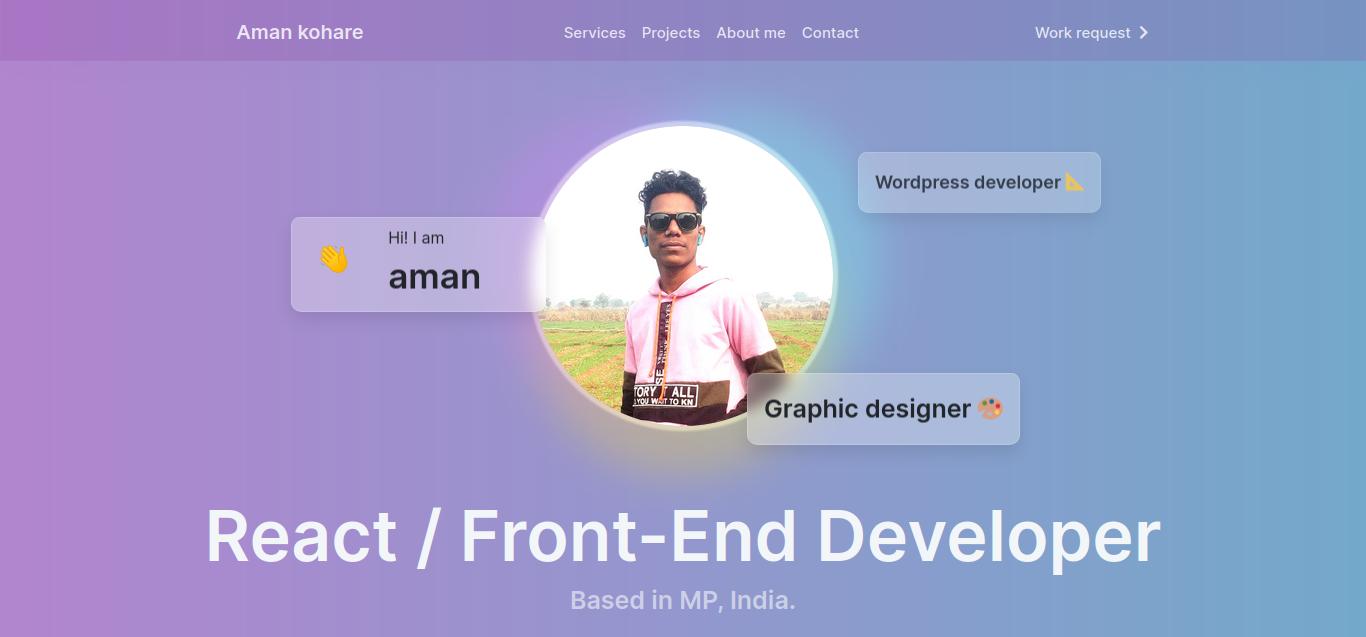 Aman kohare
Services Projects About me Contact
Work request
Wordpress developer
Hi! I am
aman
TORY ALL
YOU WAIT TO KN
Graphic designer
React / Front-End Developer
Based in MP, India.